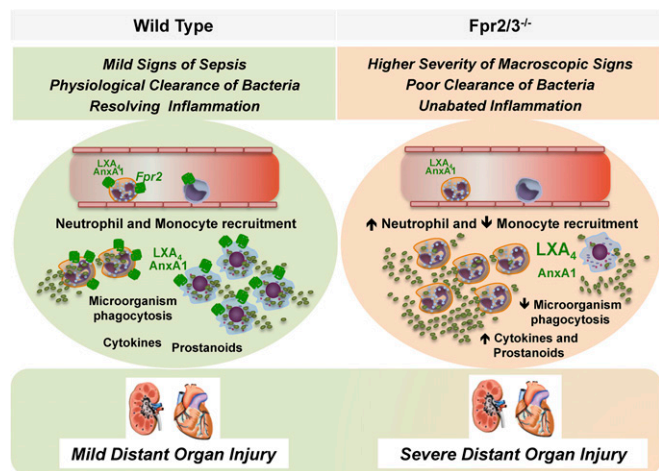 Wild Type
Mild Signs of Sepsis
Physiological Clearance of Bacteria
Resolving Inflammation
LXA₄
AnxA1
Fpr2
Neutrophil and Monocyte recruitment
LXA₄
AnxA1
Microorganism
phagocytosis
Cytokines
Prostanoids
Mild Distant Organ Injury
Fpr2/3⁻/⁻
Higher Severity of Macroscopic Signs
Poor Clearance of Bacteria
Unabated Inflammation
LXA₄
AnxA1
↑ Neutrophil and ↓ Monocyte recruitment
LXA₄
AnxA1
↓ Microorganism
phagocytosis
↑ Cytokines and
Prostanoids
Severe Distant Organ Injury